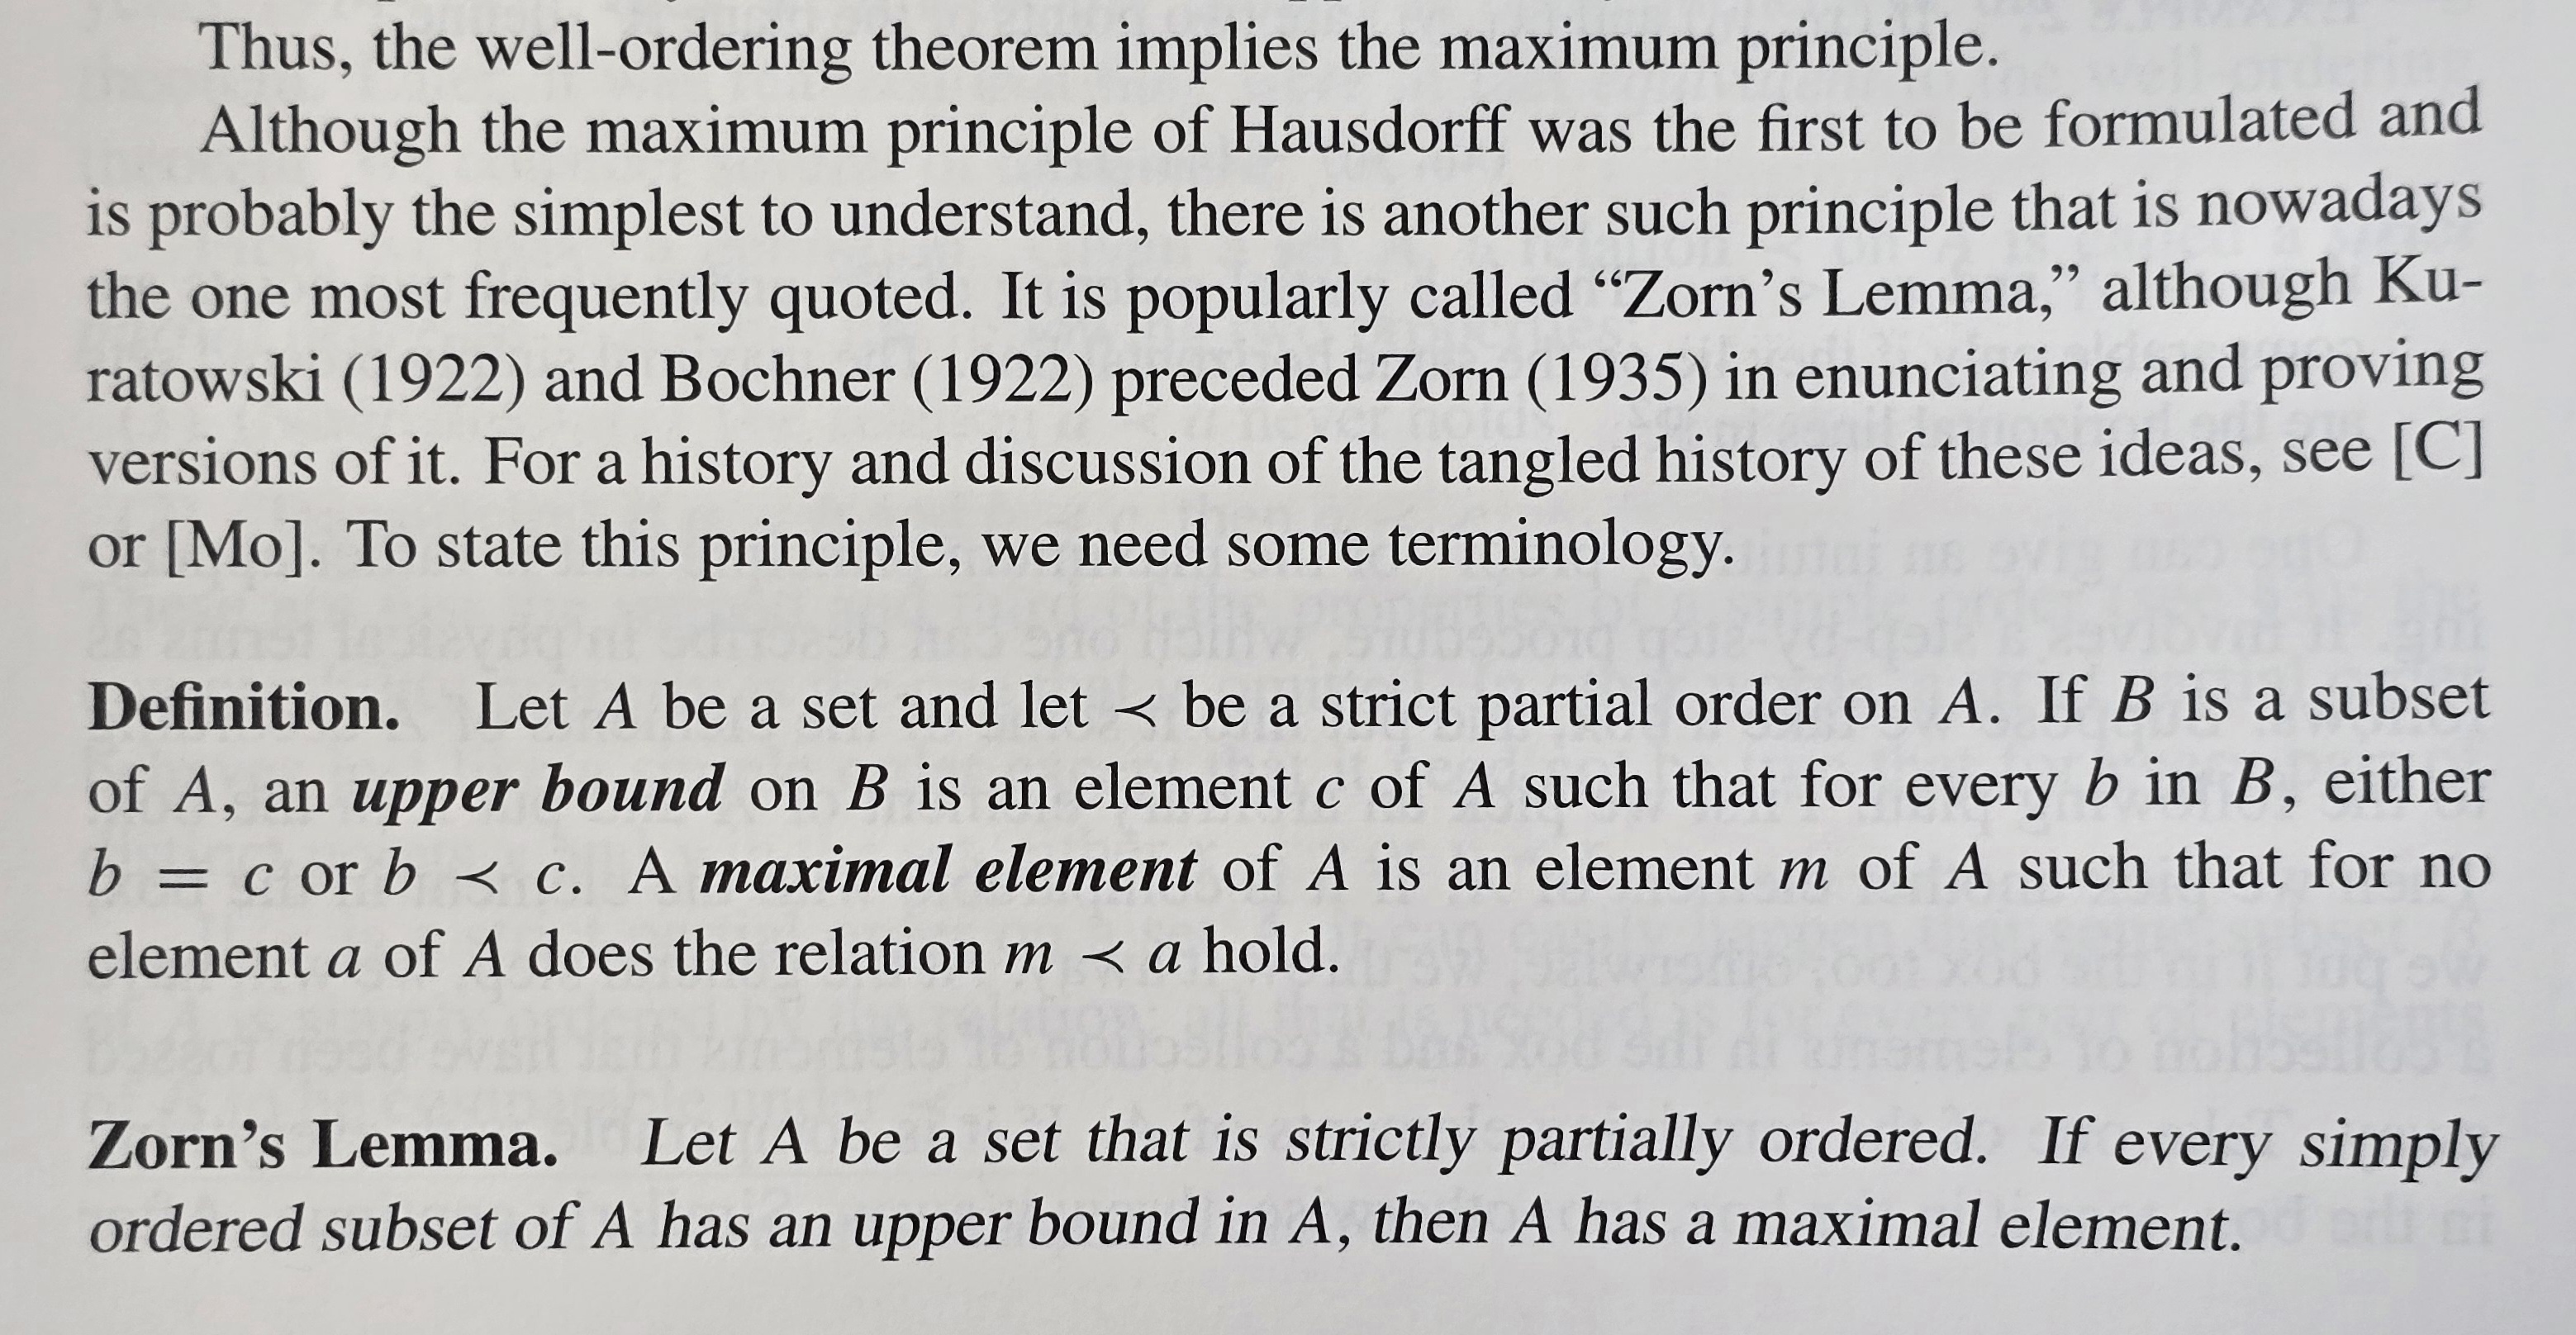 Thus, the well-ordering theorem implies the maximum principle.
Although the maximum principle of Hausdorff was the first to be formulated and
is probably the simplest to understand, there is another such principle that is nowadays
the one most frequently quoted. It is popularly called “Zorn’s Lemma,” although Ku-
ratowski (1922) and Bochner (1922) preceded Zorn (1935) in enunciating and proving
versions of it. For a history and discussion of the tangled history of these ideas, see [C]
or [Mo]. To state this principle, we need some terminology.
Definition. Let A be a set and let ≺ be a strict partial order on A. If B is a subset
of A, an upper bound on B is an element c of A such that for every b in B, either
b = c or b ≺ c. A maximal element of A is an element m of A such that for no
element a of A does the relation m ≺ a hold.
Zorn’s Lemma. Let A be a set that is strictly partially ordered. If every simply
ordered subset of A has an upper bound in A, then A has a maximal element.